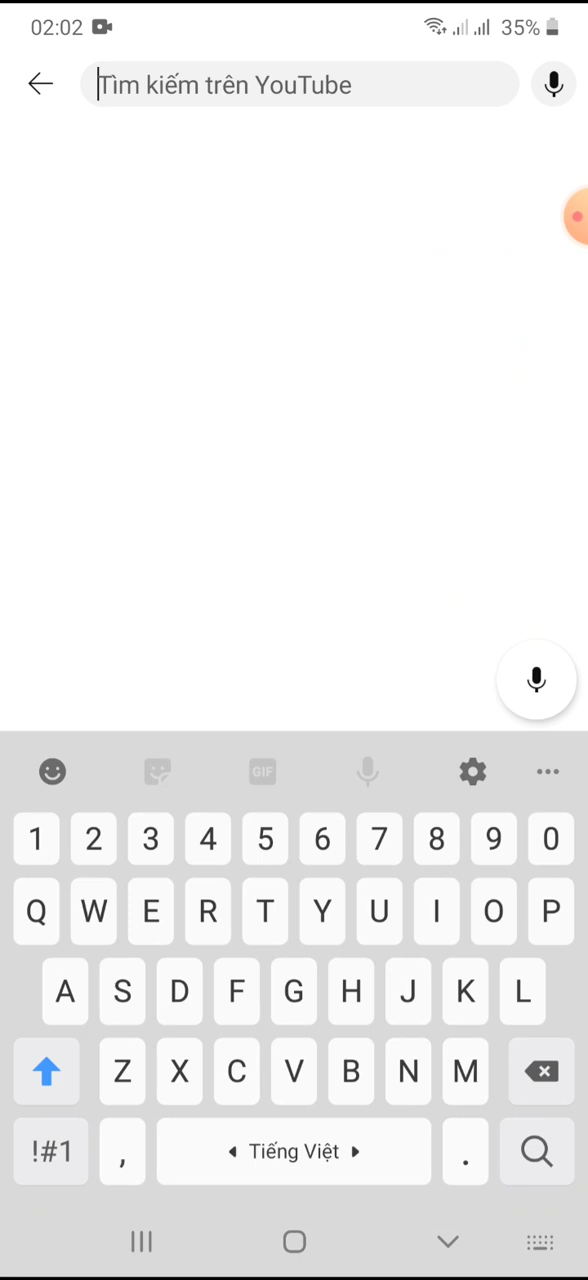 02:02 35%
Tìm kiếm trên YouTube
GIF
1 2 3 4 5 6 7 8 9 0
Q W E R T Y U I O P
A S D F G H J K L
Z X C V B N M
!#1 , Tiếng Việt .